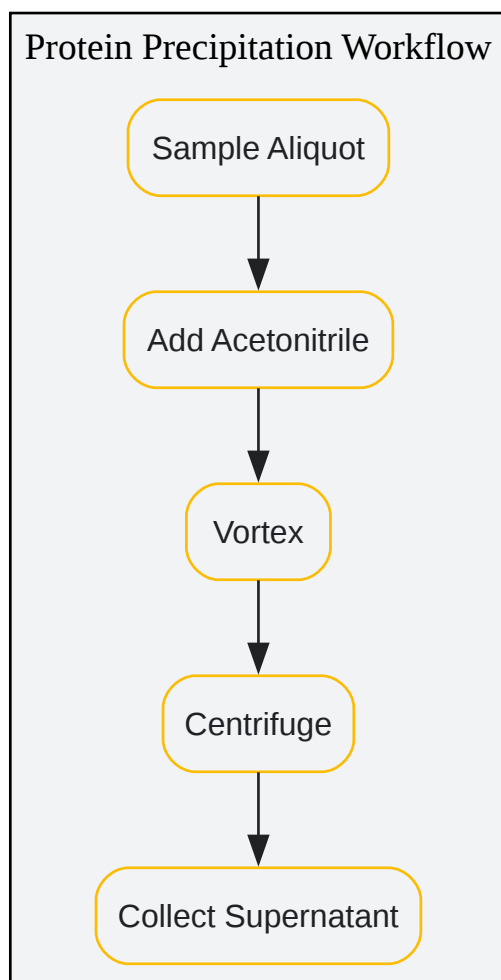 Protein Precipitation Workflow
Sample Aliquot
Add Acetonitrile
Vortex
Centrifuge
Collect Supernatant